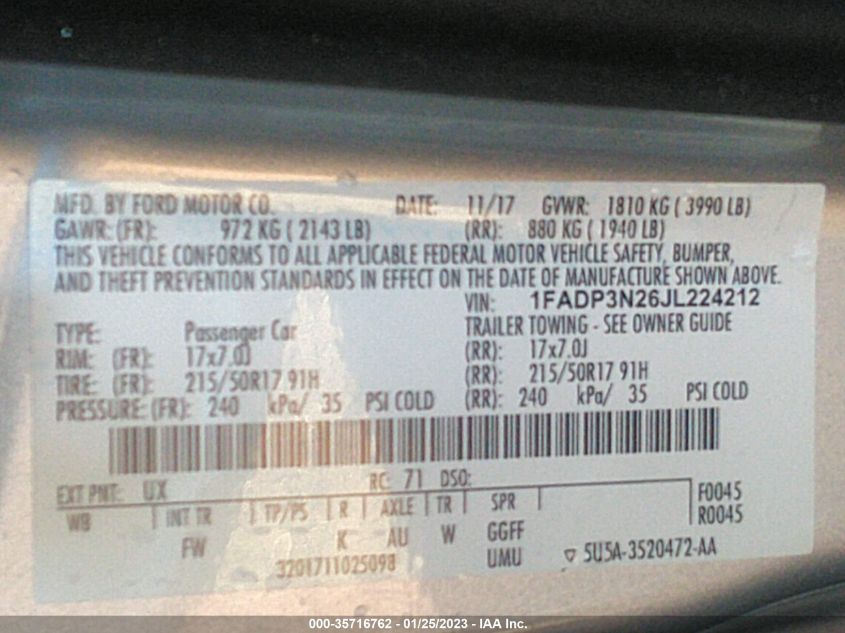 MFD. BY FORD MOTOR CO. DATE: 11/17 GVWR: 1810 KG ( 3990 LB)
GAWR: (FR): 972 KG ( 2143 LB) (RR): 880 KG ( 1940 LB)
THIS VEHICLE CONFORMS TO ALL APPLICABLE FEDERAL MOTOR VEHICLE SAFETY, BUMPER,
AND THEFT PREVENTION STANDARDS IN EFFECT ON THE DATE OF MANUFACTURE SHOWN ABOVE.
VIN: 1FADP3N26JL224212
TYPE: Passenger Car TRAILER TOWING - SEE OWNER GUIDE
RIM: (FR): 17x7.0J (RR): 17x7.0J
TIRE: (FR): 215/50R17 91H (RR): 215/50R17 91H
PRESSURE: (FR): 240 kPa/ 35 PSI COLD (RR): 240 kPa/ 35 PSI COLD
EXT PNT: UX RC: 71 DSO:
WB INT TR TP/PS R AXLE TR SPR F0045
R0045
FW K AU W GGFF
3201711025098 UMU ▽ 5U5A-3520472-AA
000-35716762 - 01/25/2023 - IAA Inc.